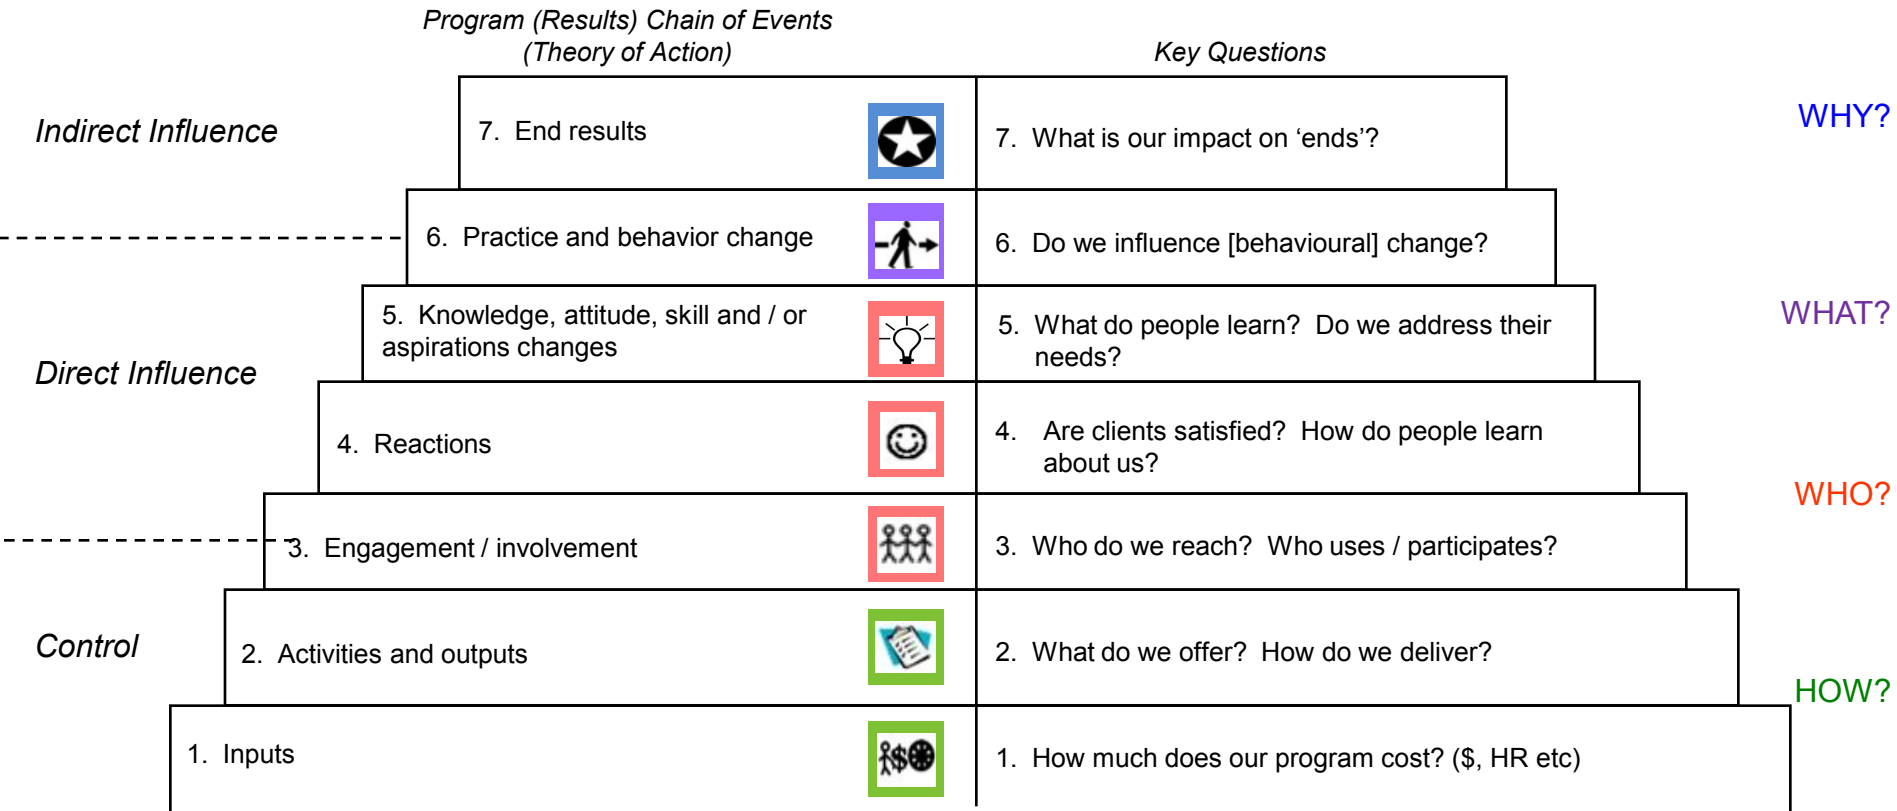 Program (Results) Chain of Events
(Theory of Action)
Key Questions
Indirect Influence
7. End results
7. What is our impact on ‘ends’?
WHY?
6. Practice and behavior change
6. Do we influence [behavioural] change?
5. Knowledge, attitude, skill and / or
aspirations changes
5. What do people learn? Do we address their
needs?
WHAT?
Direct Influence
4. Reactions
4. Are clients satisfied? How do people learn
about us?
WHO?
3. Engagement / involvement
3. Who do we reach? Who uses / participates?
Control
2. Activities and outputs
2. What do we offer? How do we deliver?
HOW?
1. Inputs
$
1. How much does our program cost? ($, HR etc)